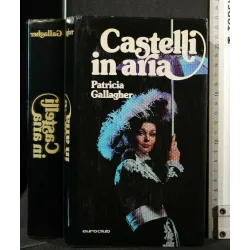 Castelli
in aria
Patricia
Gallagher
euroclub
Gallagher
Castelli
in aria